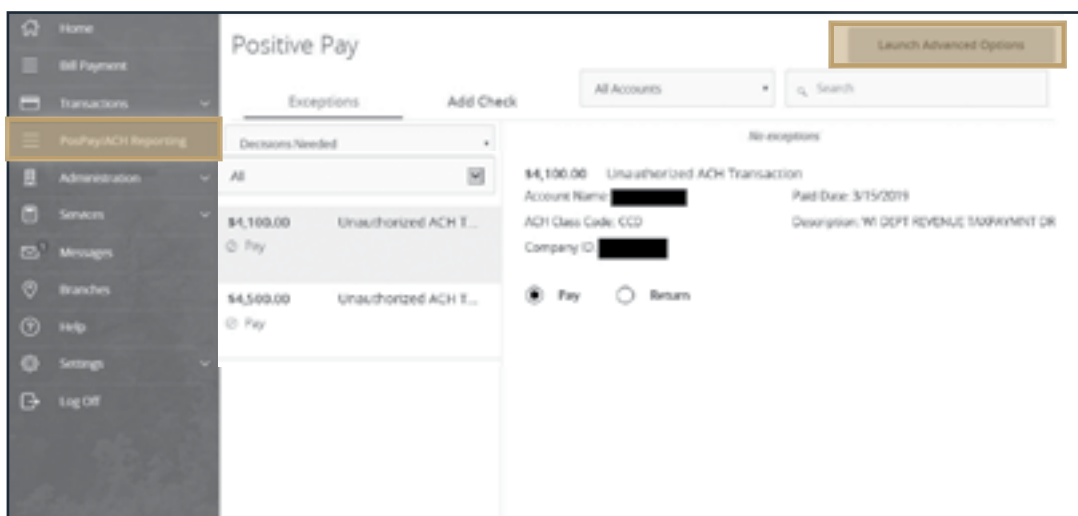 Home
Bill Payment
Transactions
PosPay/ACH Reporting
Administration
Services
Messages
Branches
Help
Settings
Log Off
Positive Pay
Launch Advanced Options
Exceptions
Add Check
All Accounts
Search
Decisions Needed
All
$4,100.00 Unauthorized ACH T...
Pay
$4,500.00 Unauthorized ACH T...
Pay
No exceptions
$4,100.00 Unauthorized ACH Transaction
Account Name: Paid Date: 3/15/2019
ACH Class Code: CCD Description: WI DEPT REVENUE TAXPAYMNT DR
Company ID:
Pay Return